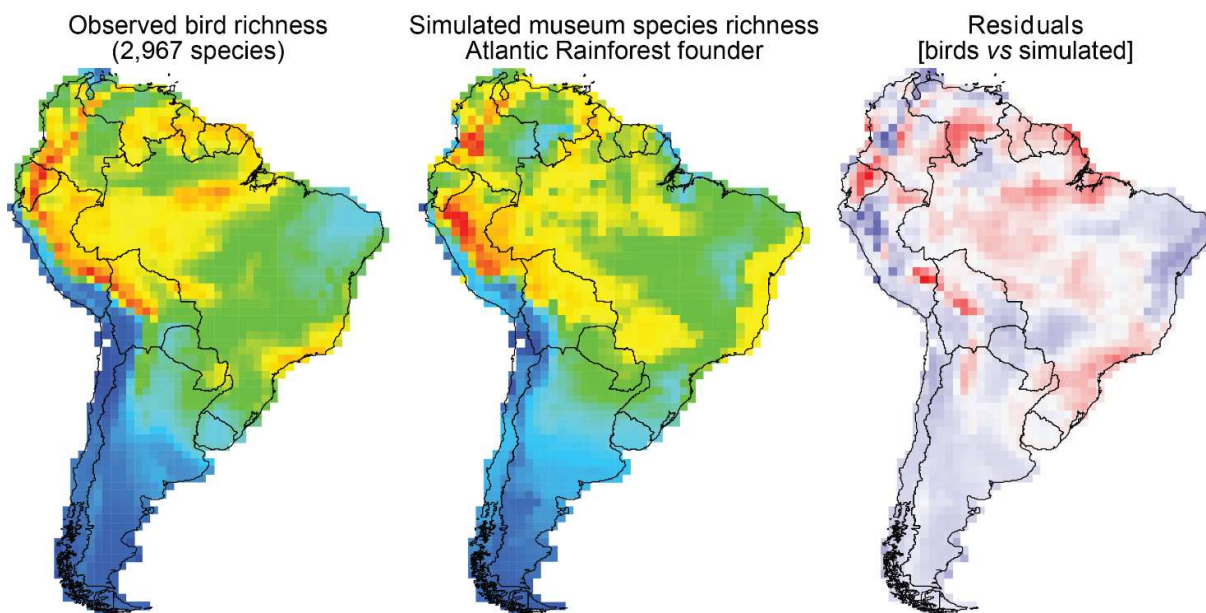 Observed bird richness
(2,967 species)
Simulated museum species richness
Atlantic Rainforest founder
Residuals
[birds vs simulated]